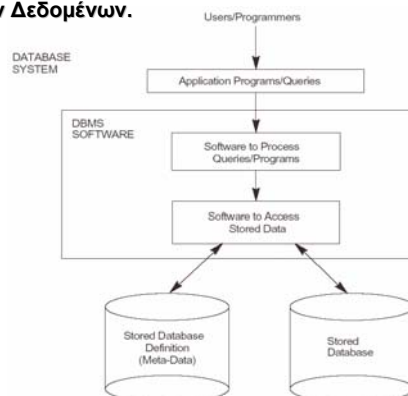 ν Δεδομένων.
Users/Programmers
DATABASE
SYSTEM
Application Programs/Queries
DBMS
SOFTWARE
Software to Process
Queries/Programs
Software to Access
Stored Data
Stored Database
Definition
(Meta-Data)
Stored
Database